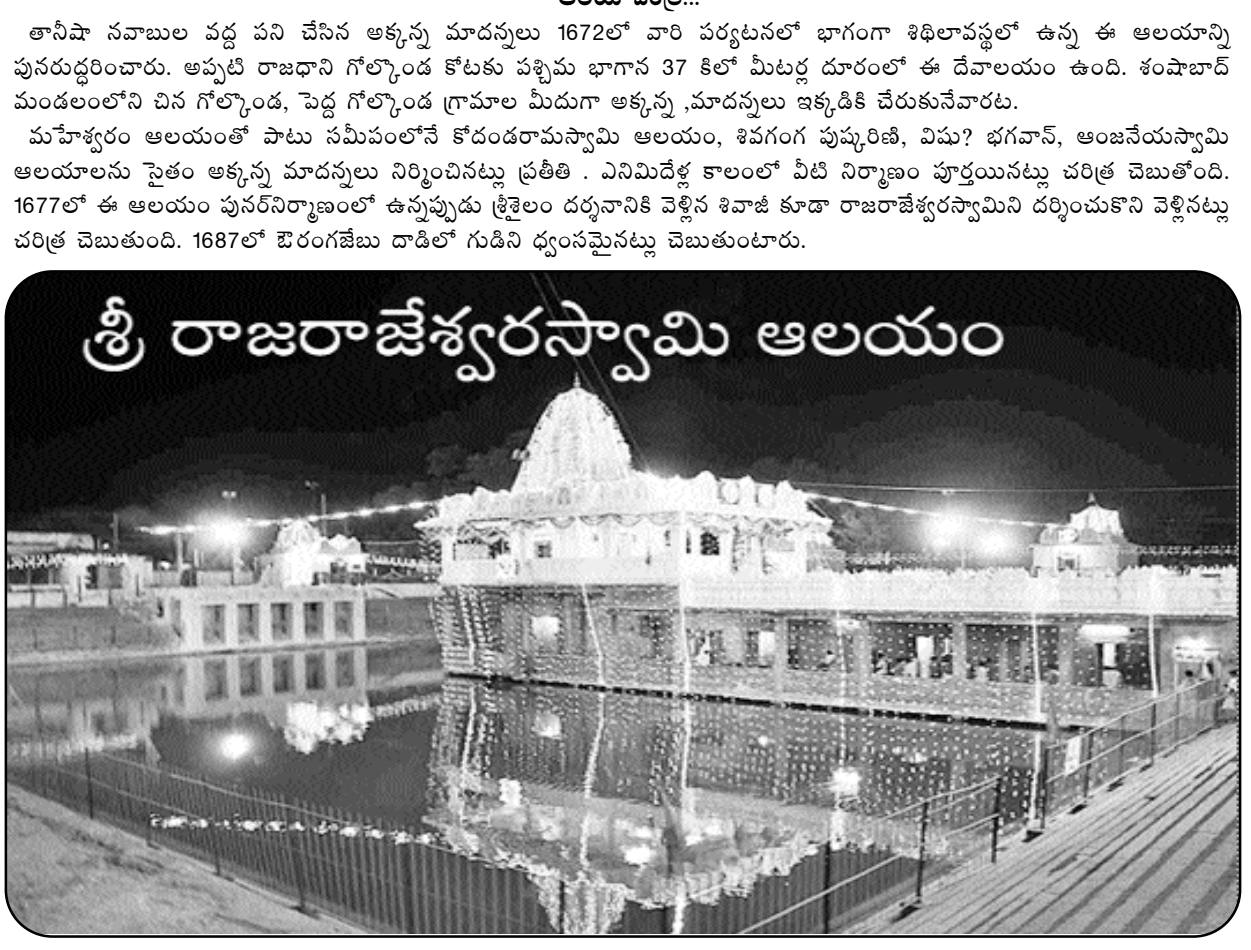 తానీషా నవాబుల వద్ద పని చేసిన అక్కన్న మాదన్నలు 1672లో వారి పర్యటనలో భాగంగా శిథిలావస్థలో ఉన్న ఈ ఆలయాన్ని
పునరుద్ధరించారు. అప్పటి రాజధాని గోల్కొండ కోటకు పశ్చిమ భాగాన 37 కిలో మీటర్ల దూరంలో ఈ దేవాలయం ఉంది. శంషాబాద్
మండలంలోని చిన గోల్కొండ, పెద్ద గోల్కొండ గ్రామాల మీదుగా అక్కన్న ,మాదన్నలు ఇక్కడికి చేరుకునేవారట.
మహేశ్వరం ఆలయంతో పాటు సమీపంలోనే కోదండరామస్వామి ఆలయం, శివగంగ పుష్కరిణి, విషు? భగవాన్, ఆంజనేయస్వామి
ఆలయాలను సైతం అక్కన్న మాదన్నలు నిర్మించినట్లు ప్రతీతి . ఎనిమిదేళ్ల కాలంలో వీటి నిర్మాణం పూర్తయినట్లు చరిత్ర చెబుతోంది.
1677లో ఈ ఆలయం పునర్‌నిర్మాణంలో ఉన్నప్పుడు శ్రీశైలం దర్శనానికి వెళ్లిన శివాజీ కూడా రాజరాజేశ్వరస్వామిని దర్శించుకొని వెళ్లినట్లు
చరిత్ర చెబుతుంది. 1687లో ఔరంగజేబు దాడిలో గుడిని ధ్వంసమైనట్లు చెబుతుంటారు.
శ్రీ రాజరాజేశ్వరస్వామి ఆలయం